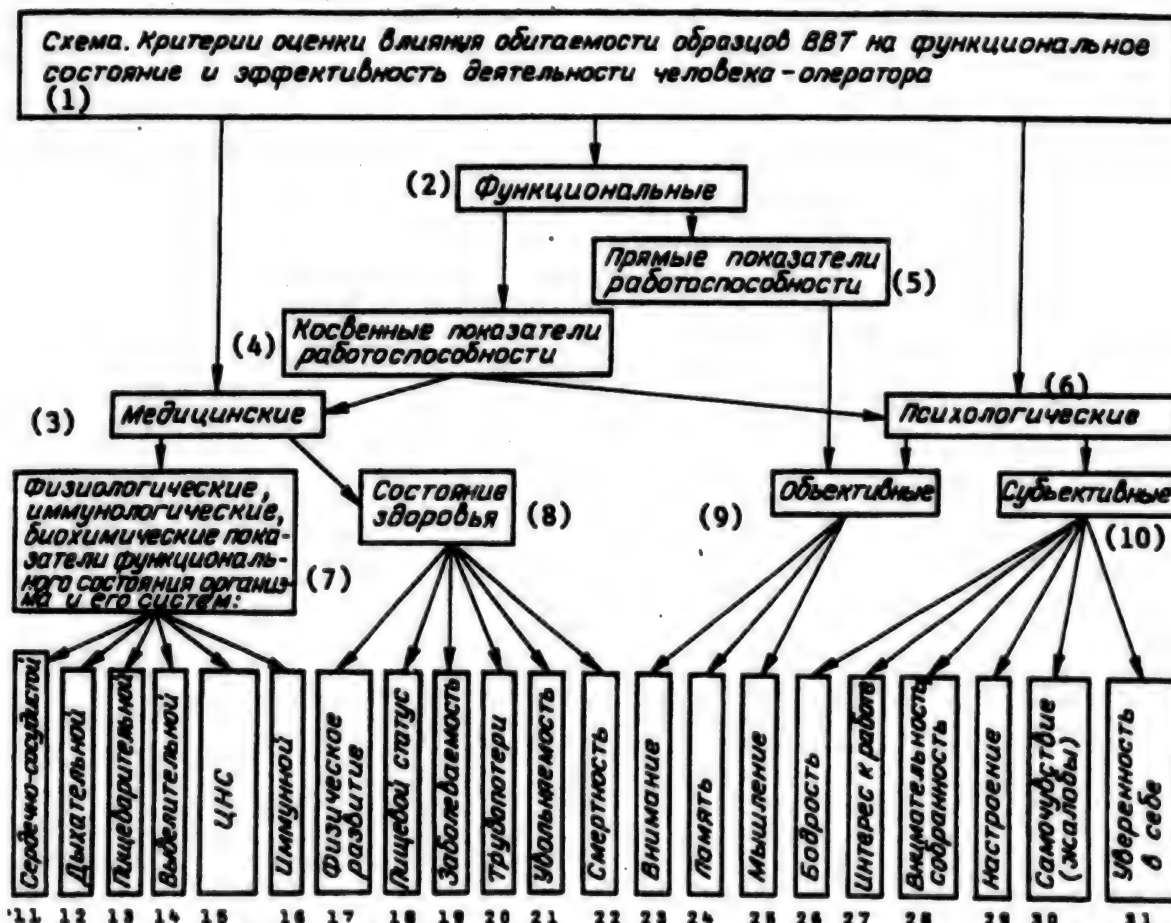 Схема. Критерии оценки влияния обитаемости образцов ВВТ на функциональное
состояние и эффективность деятельности человека-оператора
(1)
(2)
Функциональные
Прямые показатели
работоспособности
(5)
(4)
Косвенные показатели
работоспособности
(3)
Медицинские
(6)
Психологические
Физиологические,
иммунологические,
биохимические пока-
затели функциональ-
ного состояния организ-
ма и его систем:
(7)
Состояние
здоровья
(8)
(9)
Объективные
Субъективные
(10)
Сердечно-сосудистой
Дыхательной
Пищеварительной
Выделительной
ЦНС
Иммунной
Физическое
развитие
Пищевой статус
Заболеваемость
Трудопотери
Увольняемость
Смертность
Внимание
Память
Мышление
Бодрость
Интерес к работе
Внимательность
собранность
Настроение
Самочувствие
(жалобы)
Уверенность
в себе
11 12 13 14 15 16 17 18 19 20 21 22 23 24 25 26 27 28 29 30 31